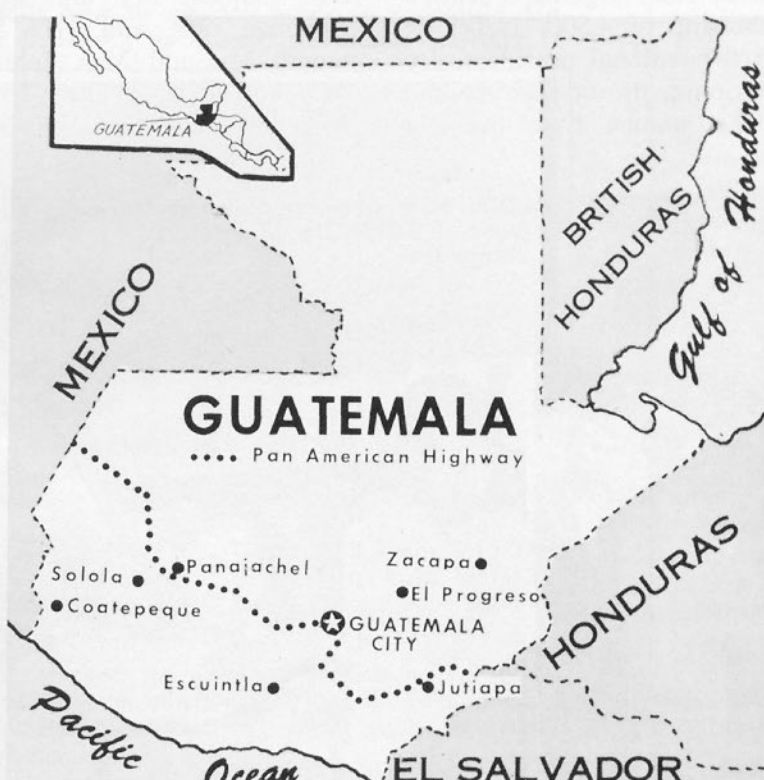 MEXICO
GUATEMALA
BRITISH
HONDURAS
Gulf of Honduras
MEXICO
GUATEMALA
Pan American Highway
Panajachel
Zacapa
Solola
El Progreso
Coatepeque
GUATEMALA
CITY
HONDURAS
Escuintla
Jutiapa
Pacific
Ocean
EL SALVADOR